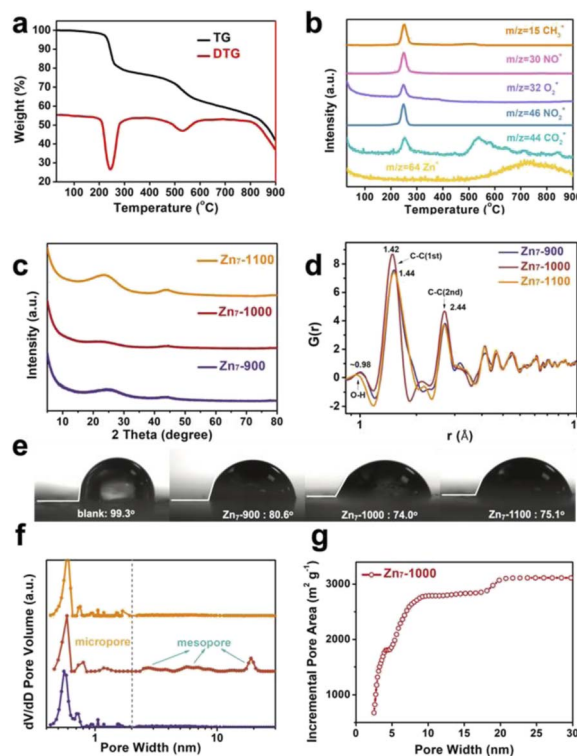 a
TG
DTG
Weight (%)
100
90
80
70
60
50
40
30
20
100 200 300 400 500 600 700 800 900
Temperature (°C)
b
m/z=15 CH₃⁺
m/z=30 NO⁺
m/z=32 O₂⁺
m/z=46 NO₂⁺
m/z=44 CO₂⁺
m/z=64 Zn⁺
Intensity (a.u.)
100 200 300 400 500 600 700 800 900
Temperature (°C)
c
Zn₇-1100
Zn₇-1000
Zn₇-900
Intensity (a.u.)
10 20 30 40 50 60 70 80
2 Theta (degree)
d
1.42
C-C(1st)
1.44
Zn₇-900
Zn₇-1000
Zn₇-1100
C-C(2nd)
2.44
~0.98
O-H
G(r)
8
6
4
2
0
-2
1
r (Å)
e
blank: 99.3°
Zn₇-900 : 80.6°
Zn₇-1000 : 74.0°
Zn₇-1100 : 75.1°
f
micropore
mesopore
dV/dD Pore Volume (a.u.)
1 10
Pore Width (nm)
g
Zn₇-1000
Incremental Pore Area (m² g⁻¹)
3000
2500
2000
1500
1000
0 5 10 15 20 25 30
Pore Width (nm)